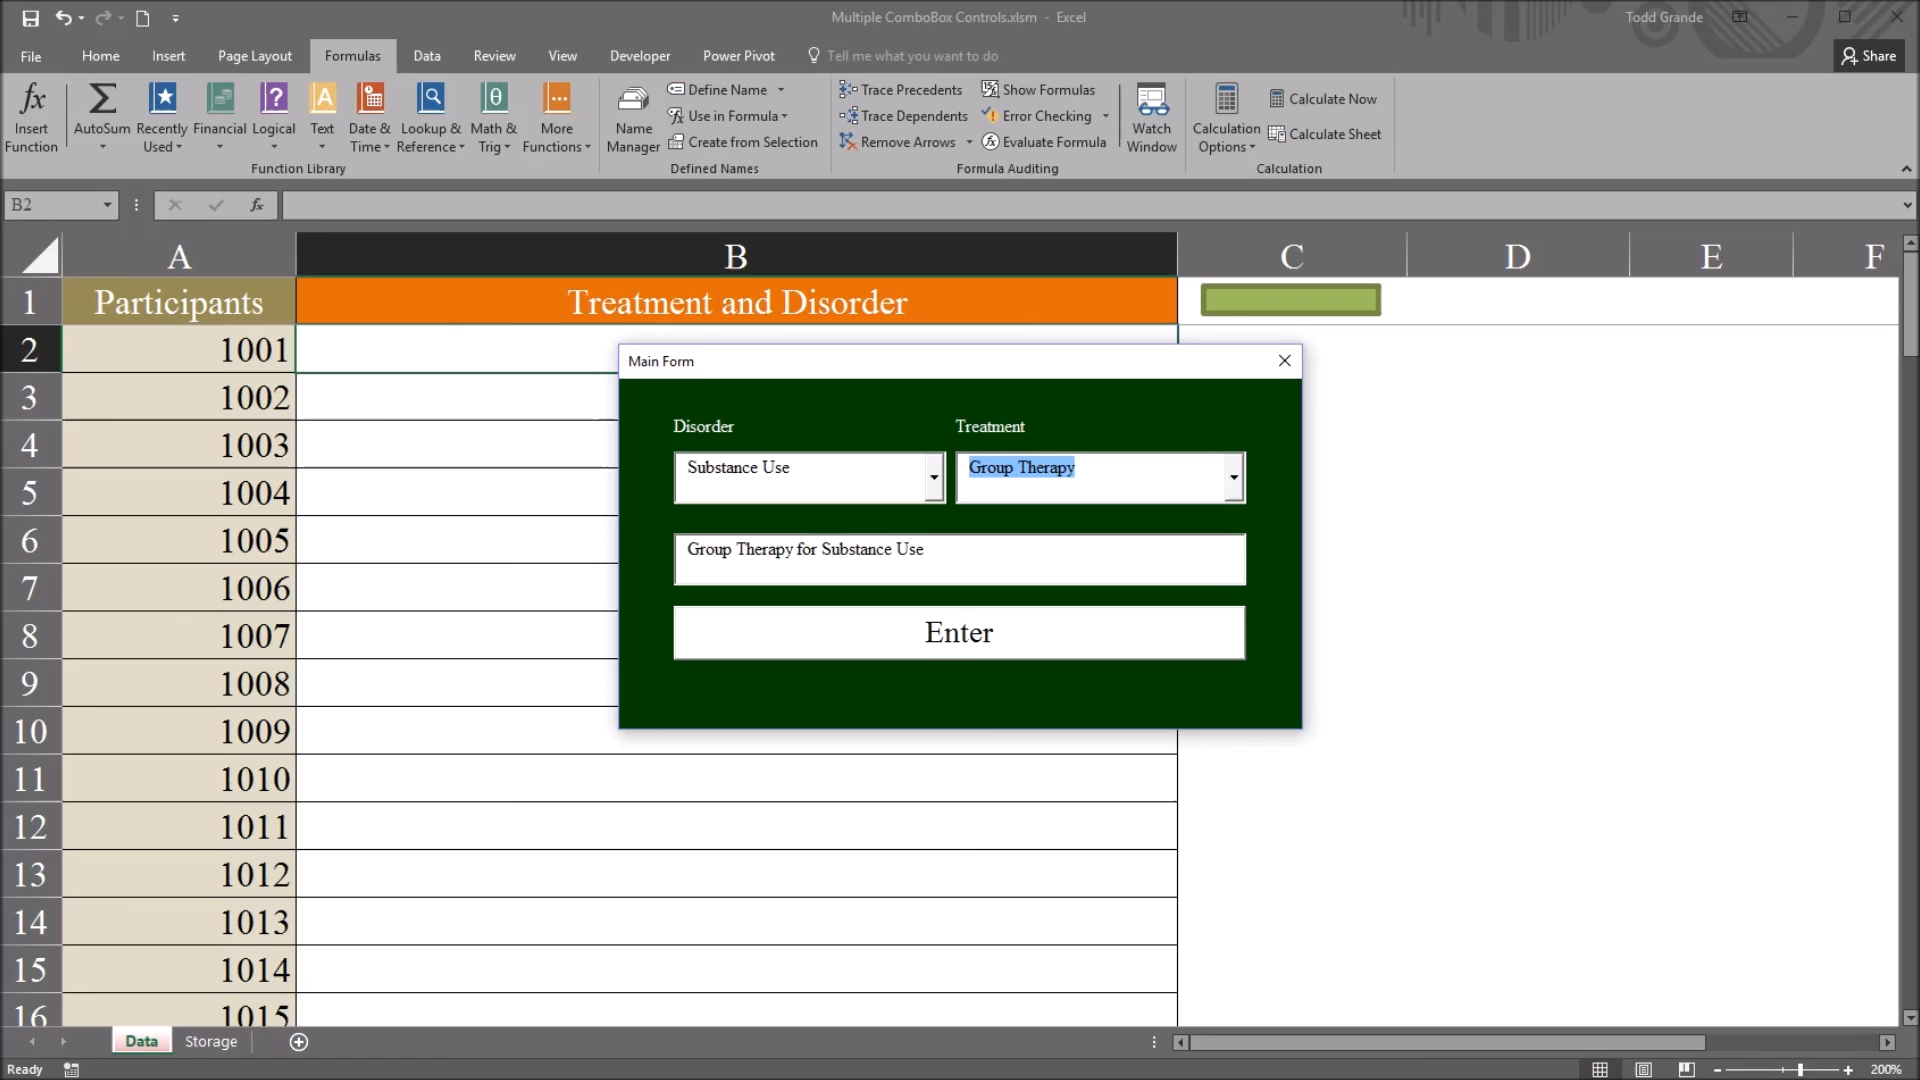 Multiple ComboBox Controls.xlsm - Excel
Todd Grande
File Home Insert Page Layout Formulas Data Review View Developer Power Pivot Tell me what you want to do Share
Insert Function
AutoSum
Recently Used
Financial
Logical
Text
Date & Time
Lookup & Reference
Math & Trig
More Functions
Function Library
Name Manager
Define Name
Use in Formula
Create from Selection
Defined Names
Trace Precedents
Trace Dependents
Remove Arrows
Show Formulas
Error Checking
Evaluate Formula
Formula Auditing
Watch Window
Calculation Options
Calculate Now
Calculate Sheet
Calculation
B2
fx
A B C D E F
1 Participants Treatment and Disorder
2 1001
3 1002
4 1003
5 1004
6 1005
7 1006
8 1007
9 1008
10 1009
11 1010
12 1011
13 1012
14 1013
15 1014
16 1015
Main Form
Disorder Treatment
Substance Use Group Therapy
Group Therapy for Substance Use
Enter
Data Storage
Ready
200%